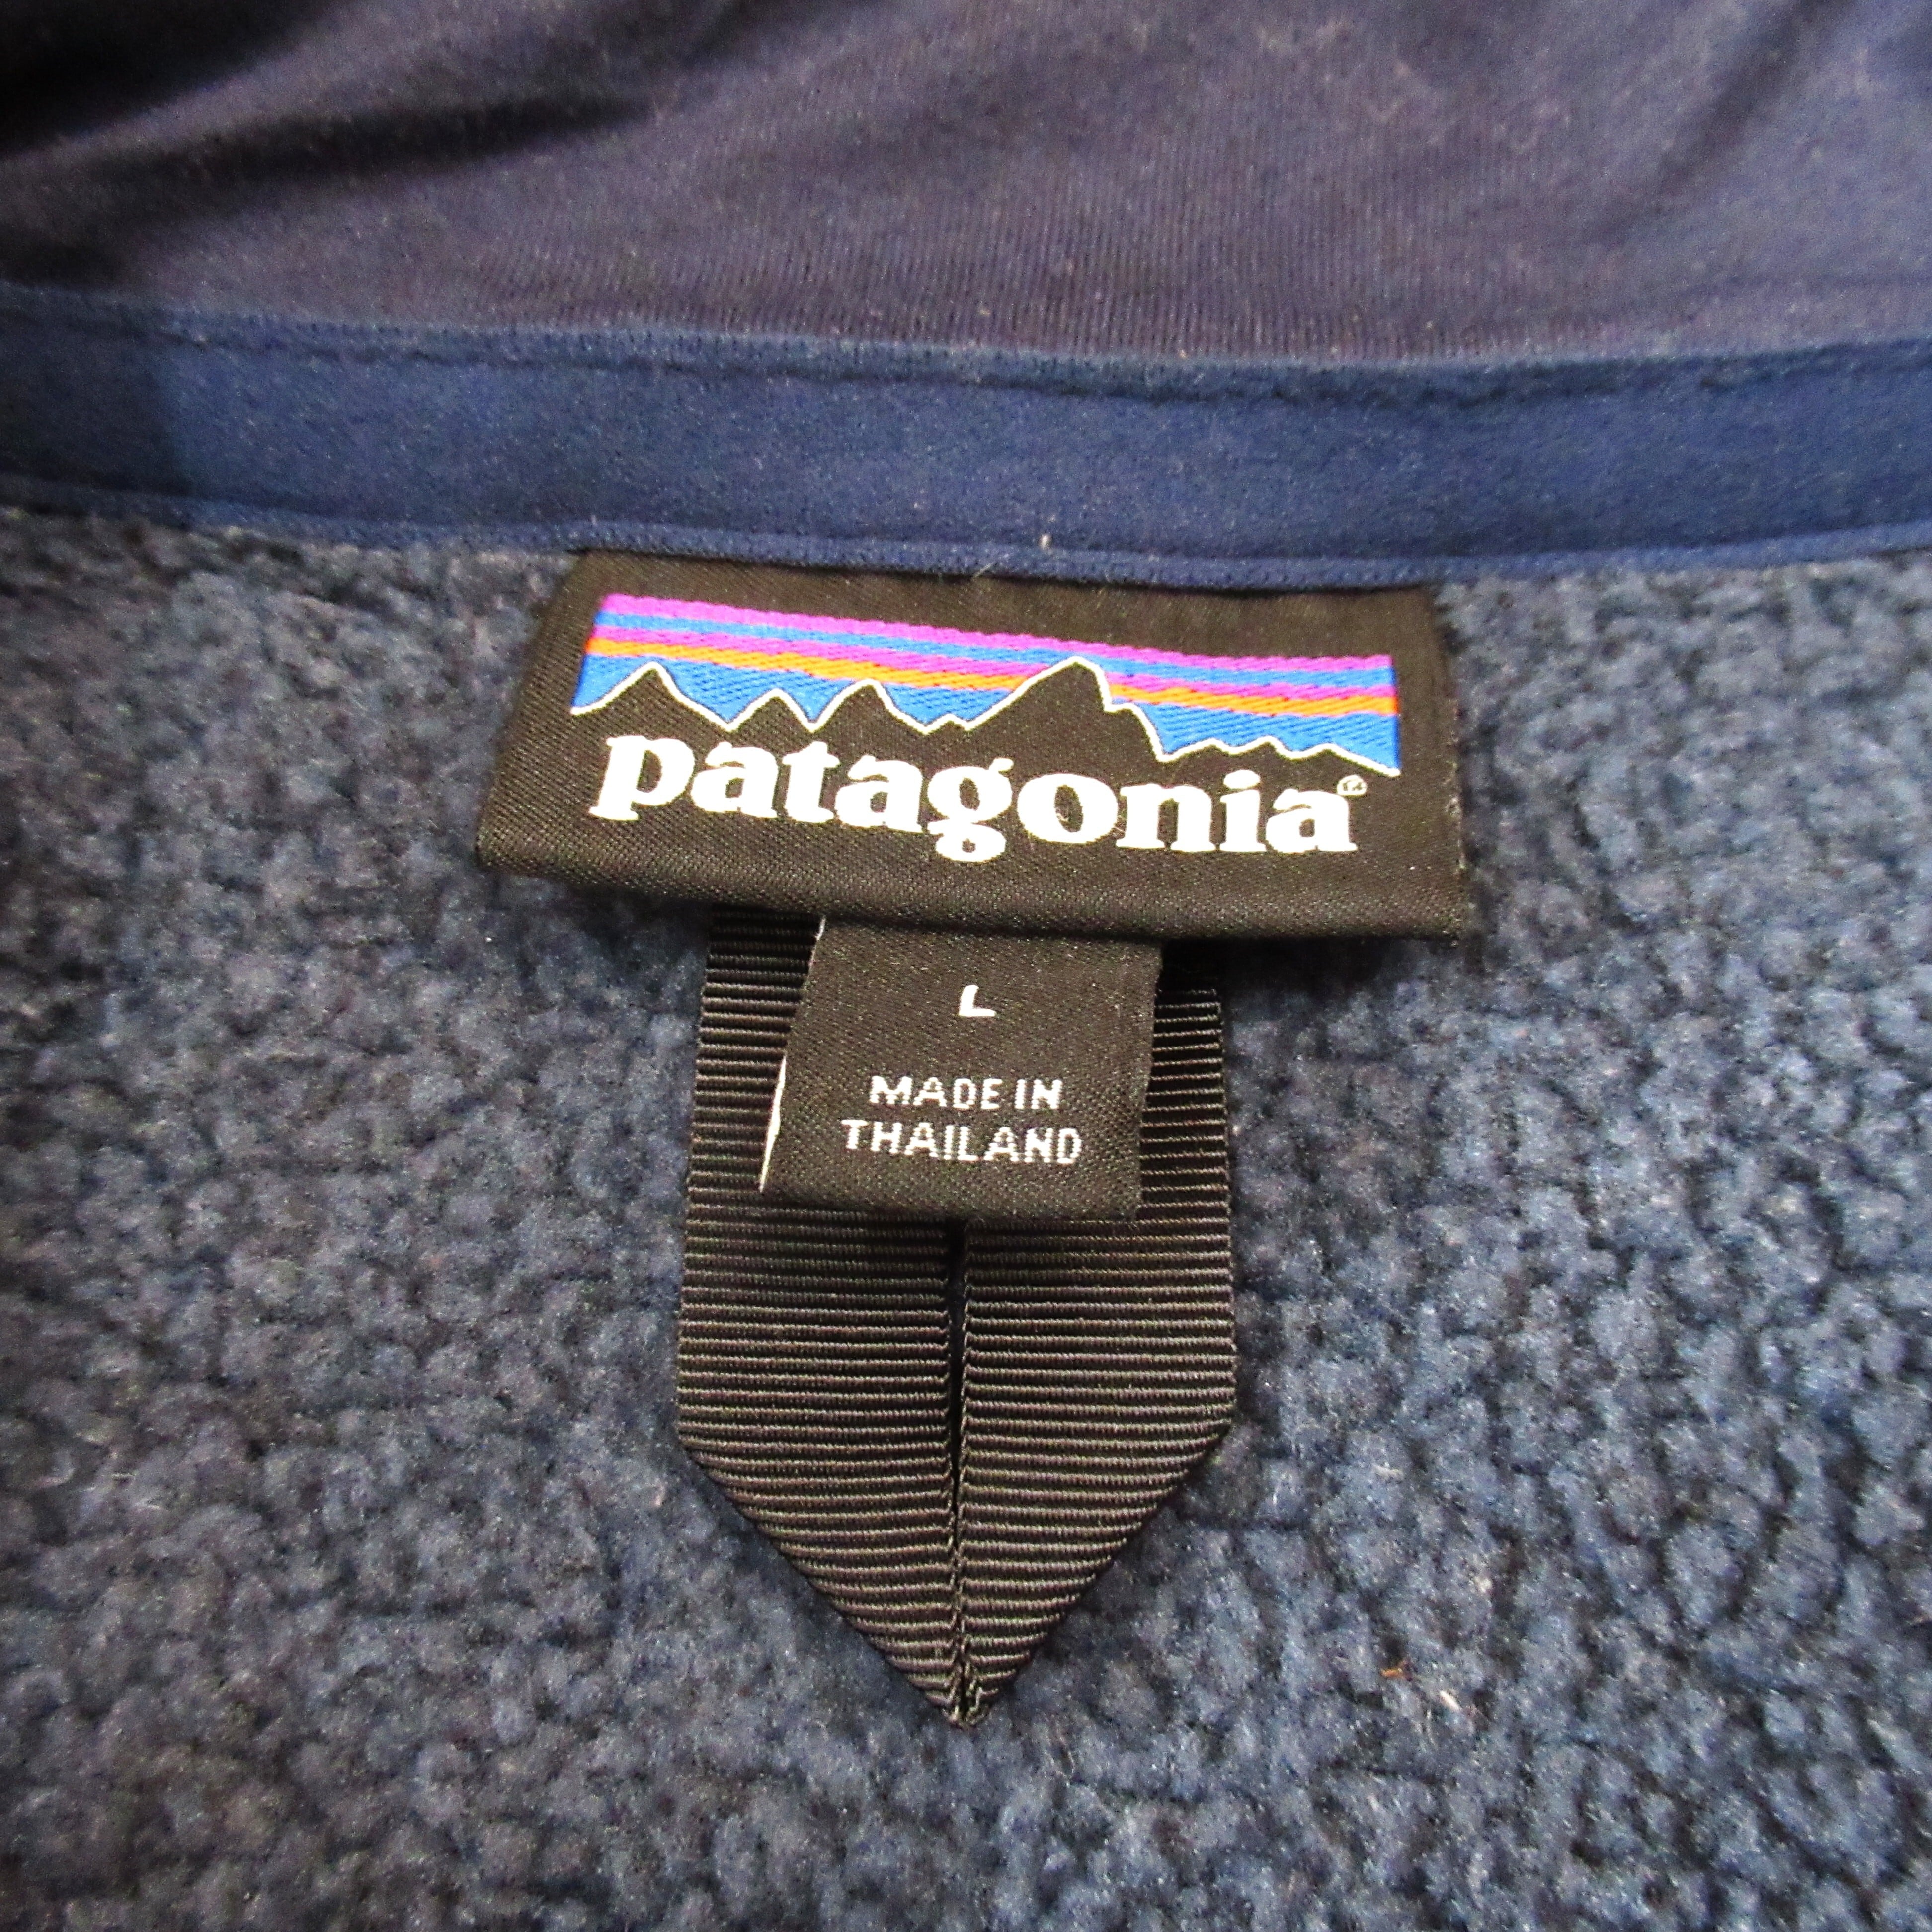 patagonia
L
MADE IN
THAILAND